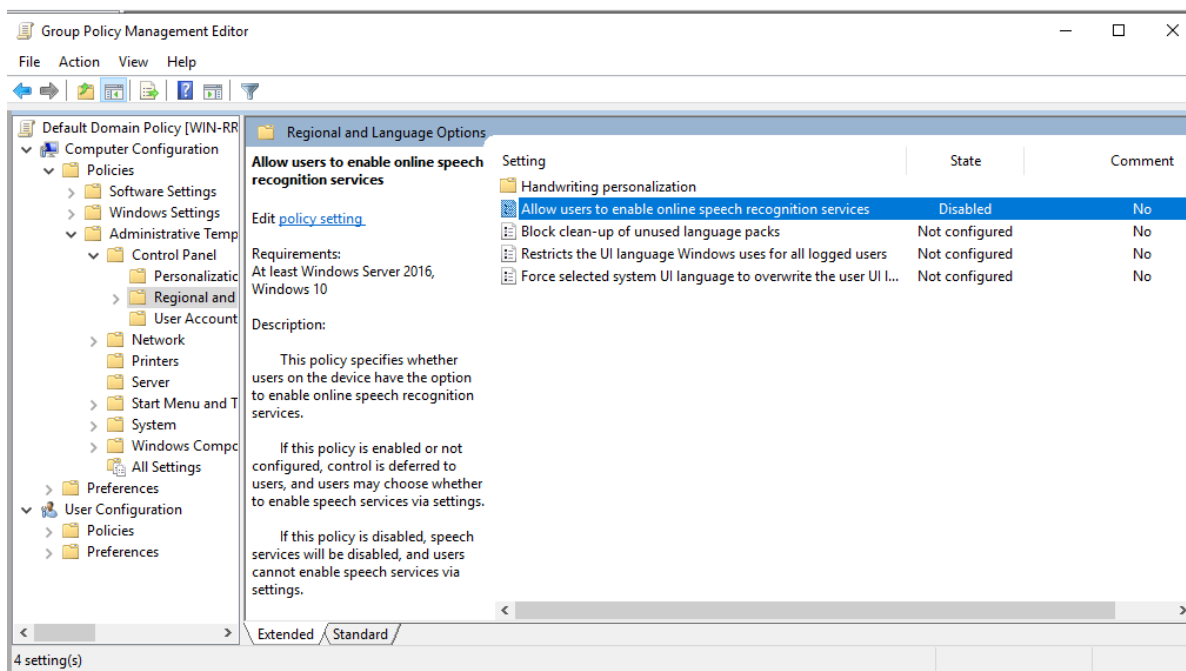 Group Policy Management Editor
File Action View Help
Default Domain Policy [WIN-RR
Computer Configuration
Policies
Software Settings
Windows Settings
Administrative Temp
Control Panel
Personalizatic
Regional and
User Account
Network
Printers
Server
Start Menu and T
System
Windows Compo
All Settings
Preferences
User Configuration
Policies
Preferences
Regional and Language Options
Allow users to enable online speech
recognition services
Edit policy setting
Requirements:
At least Windows Server 2016,
Windows 10
Description:
This policy specifies whether
users on the device have the option
to enable online speech recognition
services.
If this policy is enabled or not
configured, control is deferred to
users, and users may choose whether
to enable speech services via settings.
If this policy is disabled, speech
services will be disabled, and users
cannot enable speech services via
settings.
Setting State Comment
Handwriting personalization
Allow users to enable online speech recognition services Disabled No
Block clean-up of unused language packs Not configured No
Restricts the UI language Windows uses for all logged users Not configured No
Force selected system UI language to overwrite the user UI l... Not configured No
Extended Standard
4 setting(s)